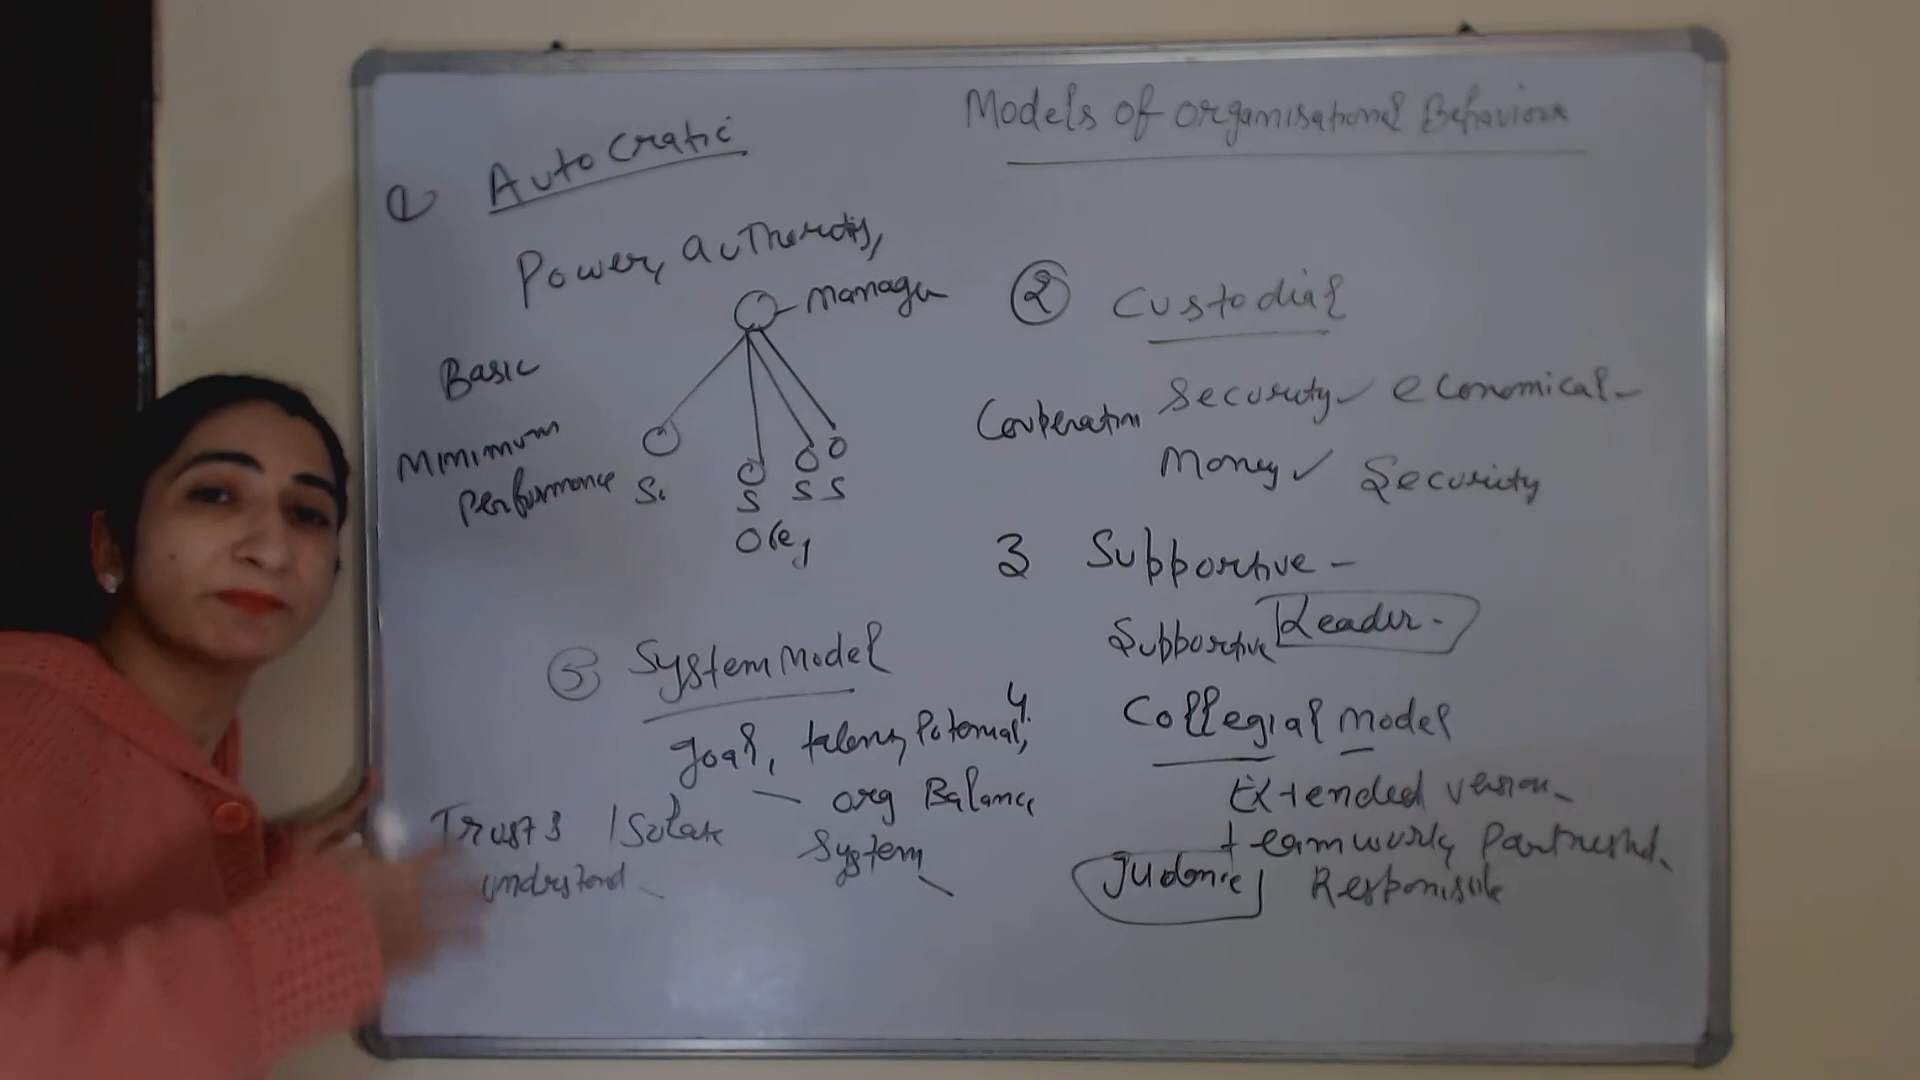 Models of Organisational Behaviour
① Autocratic
Power, authority,
Manager
Basic
Minimum
Performance
S. S S S
Obey
② Custodial
Security ✓ economical -
Cooperation
Money ✓ Security
3 Supportive -
Supportive Leader -
4. Collegial Model
Extended version -
teamwork, Partnership
Guidance Responsible
⑤ System Model
goal, talent, Potential,
- org Balance
System
Trust &
understand